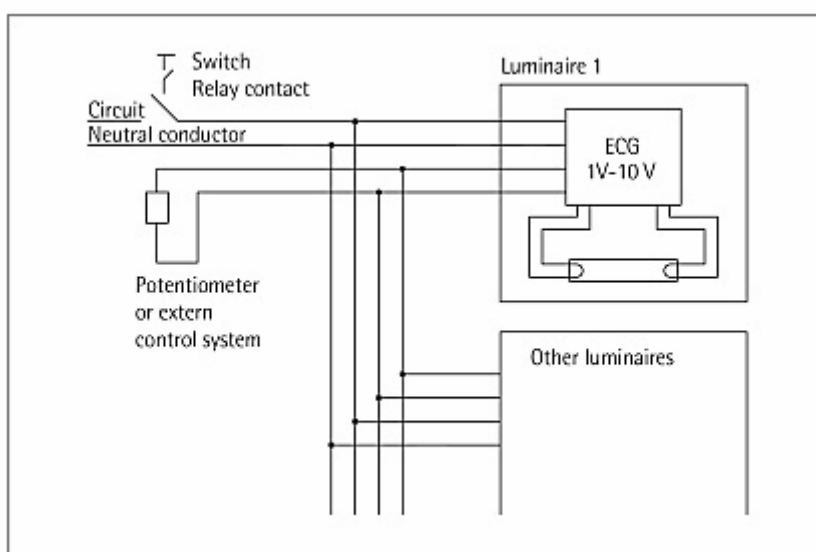 Switch
Relay contact
Circuit
Neutral conductor
Luminaire 1
ECG
1V-10 V
Potentiometer
or extern
control system
Other luminaires